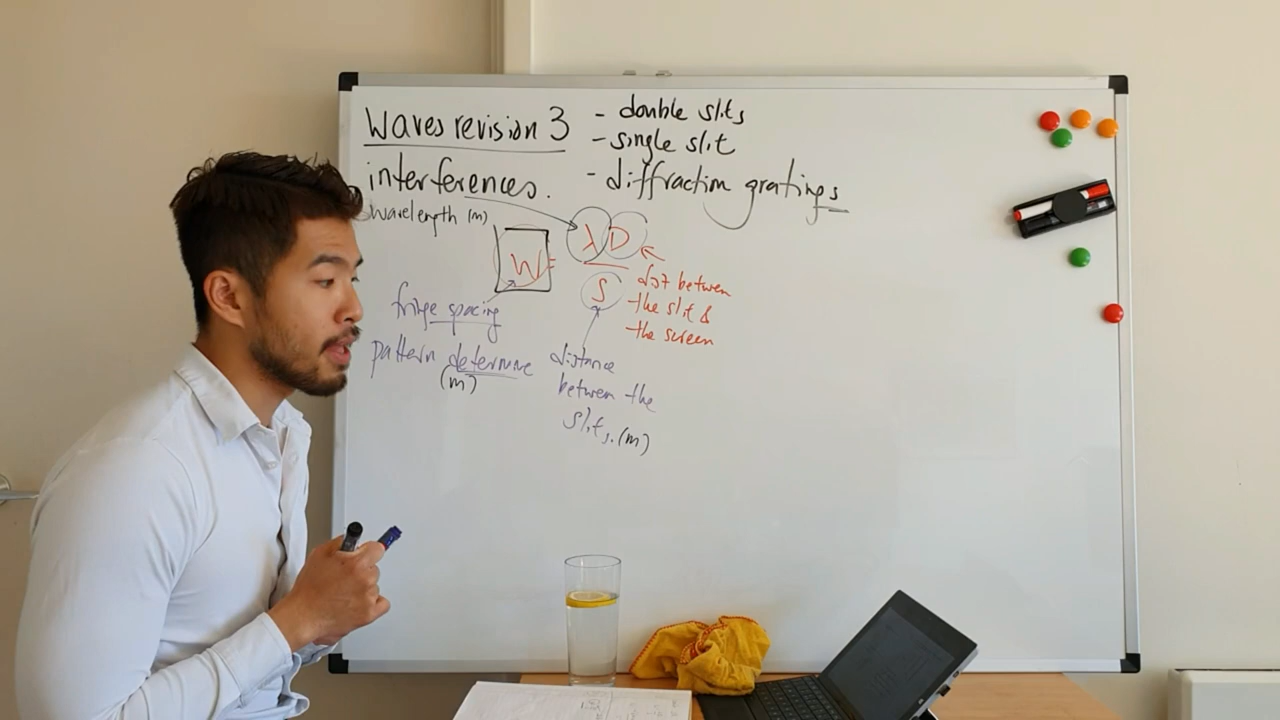 Waves revision 3
- double slits
- single slit
- diffraction gratings
interferences.
wavelength (m)
W = λD
S
dist between
the slit &
the screen
fringe spacing
pattern determine
(m)
distance
between the
slits. (m)